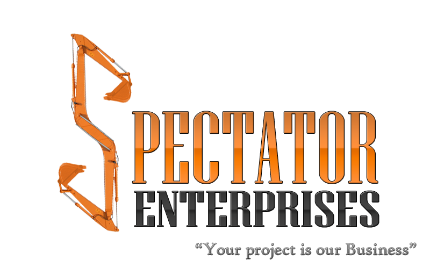 SPECTATOR
ENTERPRISES
“Your project is our Business”